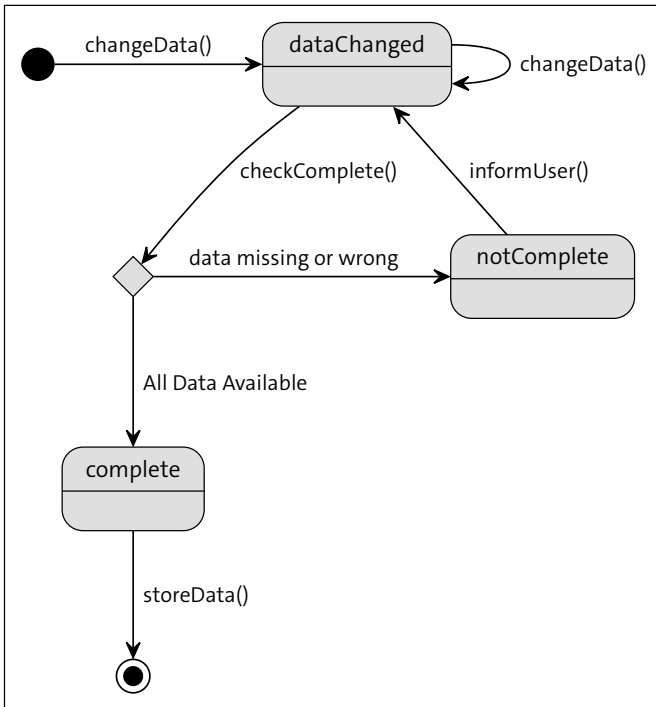 changeData()
dataChanged
changeData()
checkComplete()
informUser()
data missing or wrong
notComplete
All Data Available
complete
storeData()